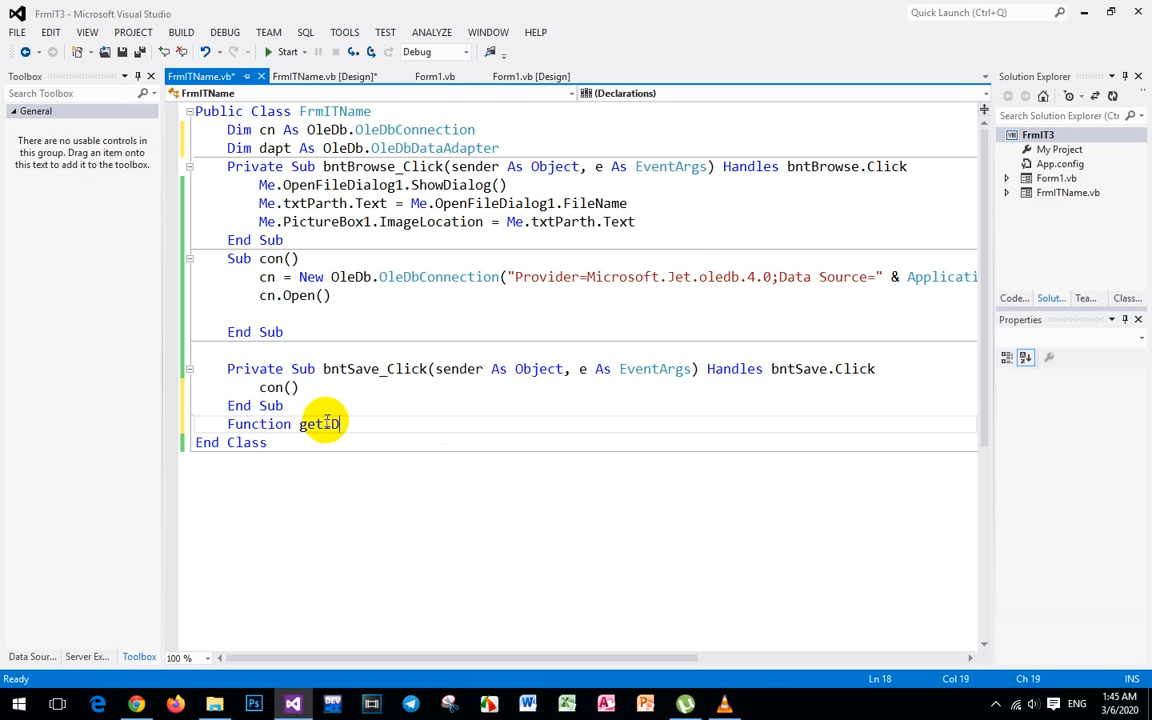 FrmIT3 - Microsoft Visual Studio
Quick Launch (Ctrl+Q)
FILE EDIT VIEW PROJECT BUILD DEBUG TEAM SQL TOOLS TEST ANALYZE WINDOW HELP
Start Debug
Toolbox
Search Toolbox
General
There are no usable controls in
this group. Drag an item onto
this text to add it to the toolbox.
Data Sour... Server Ex... Toolbox
FrmITName.vb* FrmITName.vb [Design]* Form1.vb Form1.vb [Design]
FrmITName (Declarations)
Public Class FrmITName
Dim cn As OleDb.OleDbConnection
Dim dapt As OleDb.OleDbDataAdapter
Private Sub bntBrowse_Click(sender As Object, e As EventArgs) Handles bntBrowse.Click
Me.OpenFileDialog1.ShowDialog()
Me.txtParth.Text = Me.OpenFileDialog1.FileName
Me.PictureBox1.ImageLocation = Me.txtParth.Text
End Sub
Sub con()
cn = New OleDb.OleDbConnection("Provider=Microsoft.Jet.oledb.4.0;Data Source=" & Applicati
cn.Open()
End Sub
Private Sub bntSave_Click(sender As Object, e As EventArgs) Handles bntSave.Click
con()
End Sub
Function getID
End Class
100 %
Solution Explorer
Search Solution Explorer (Ctrl
FrmIT3
My Project
App.config
Form1.vb
FrmITName.vb
Code... Solut... Tea... Class...
Properties
Ready Ln 18 Col 19 Ch 19 INS
ENG
1:45 AM
3/6/2020